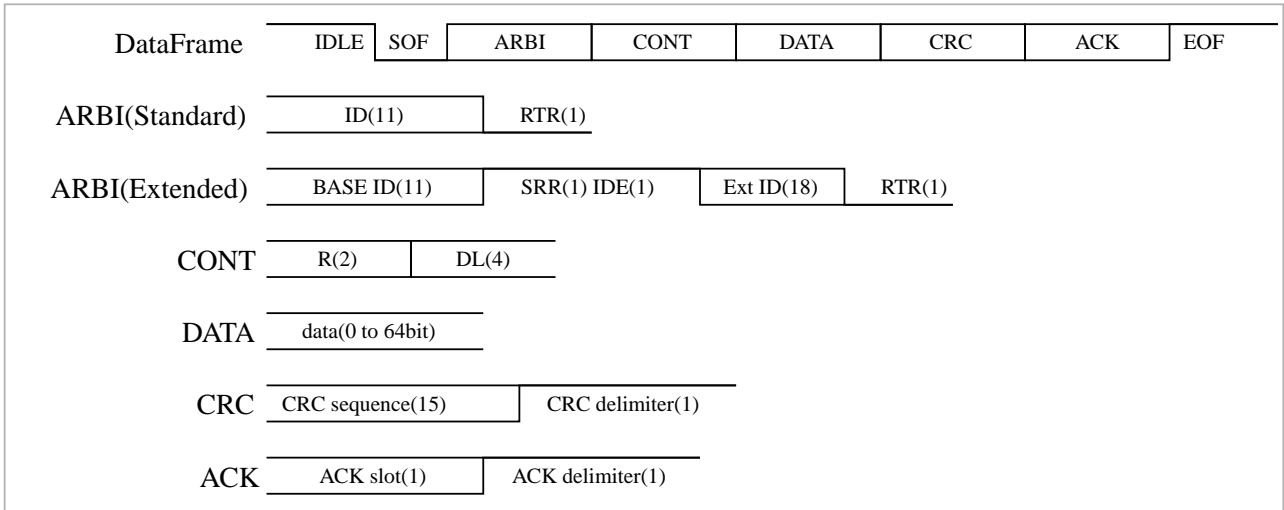 DataFrame IDLE SOF ARBI CONT DATA CRC ACK EOF
ARBI(Standard) ID(11) RTR(1)
ARBI(Extended) BASE ID(11) SRR(1) IDE(1) Ext ID(18) RTR(1)
CONT R(2) DL(4)
DATA data(0 to 64bit)
CRC CRC sequence(15) CRC delimiter(1)
ACK ACK slot(1) ACK delimiter(1)